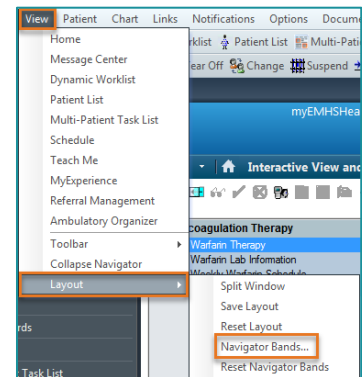 View Patient Chart Links Notifications Options Docum
Home
Message Center
Dynamic Worklist
Patient List
Multi-Patient Task List
Schedule
Teach Me
MyExperience
Referral Management
Ambulatory Organizer
Toolbar
Collapse Navigator
Layout
rklist Patient List Multi-Pati
ear Off Change Suspend
myEMHSHea
Interactive View and
coagulation Therapy
Warfarin Therapy
Warfarin Lab Information
Weekly Warfarin Schedule
Split Window
Save Layout
Reset Layout
Navigator Bands...
Reset Navigator Bands
rds
Task List